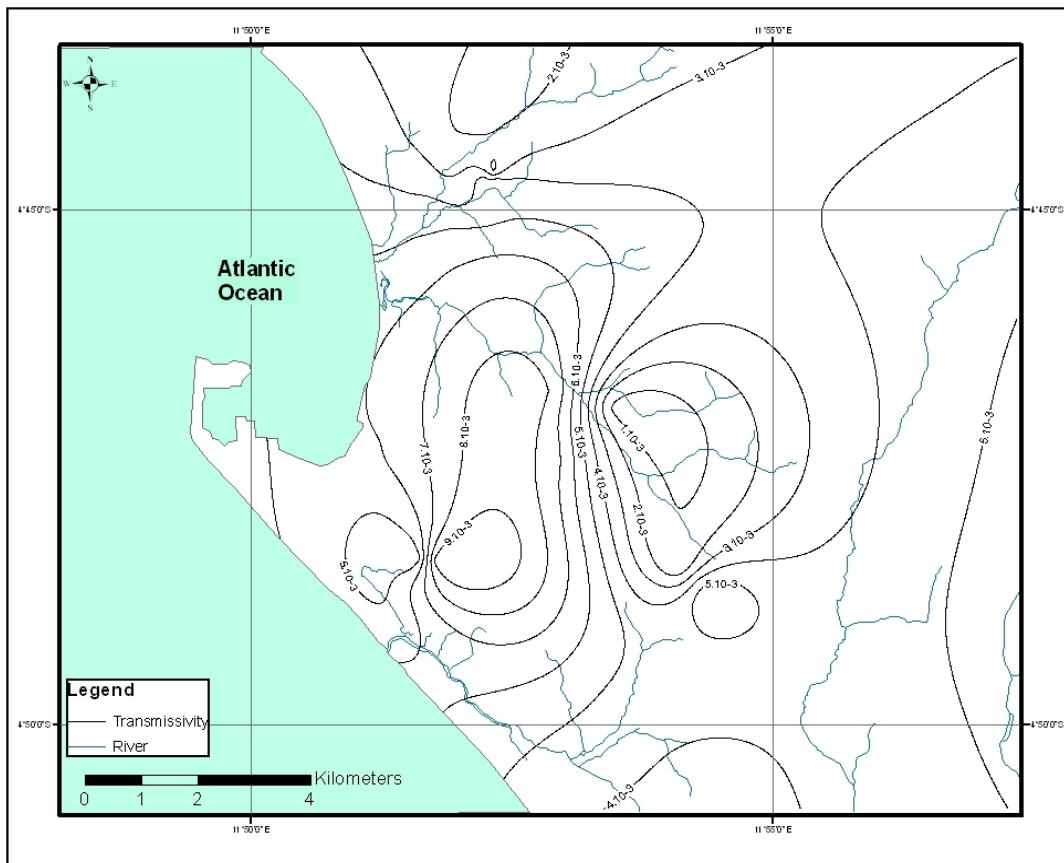 11°50'0"E
11°55'0"E
N
W
E
S
2.10-3
3.10-3
0
4°45'0"S
4°45'0"S
Atlantic
Ocean
6.10-3
5.10-3
7.10-3
8.10-3
1.10-3
5.10-3
4.10-3
2.10-3
9.10-3
3.10-3
5.10-3
5.10-3
Legend
Transmissivity
River
4°50'0"S
4°50'0"S
Kilometers
0
1
2
4
4.10-3
11°50'0"E
11°55'0"E